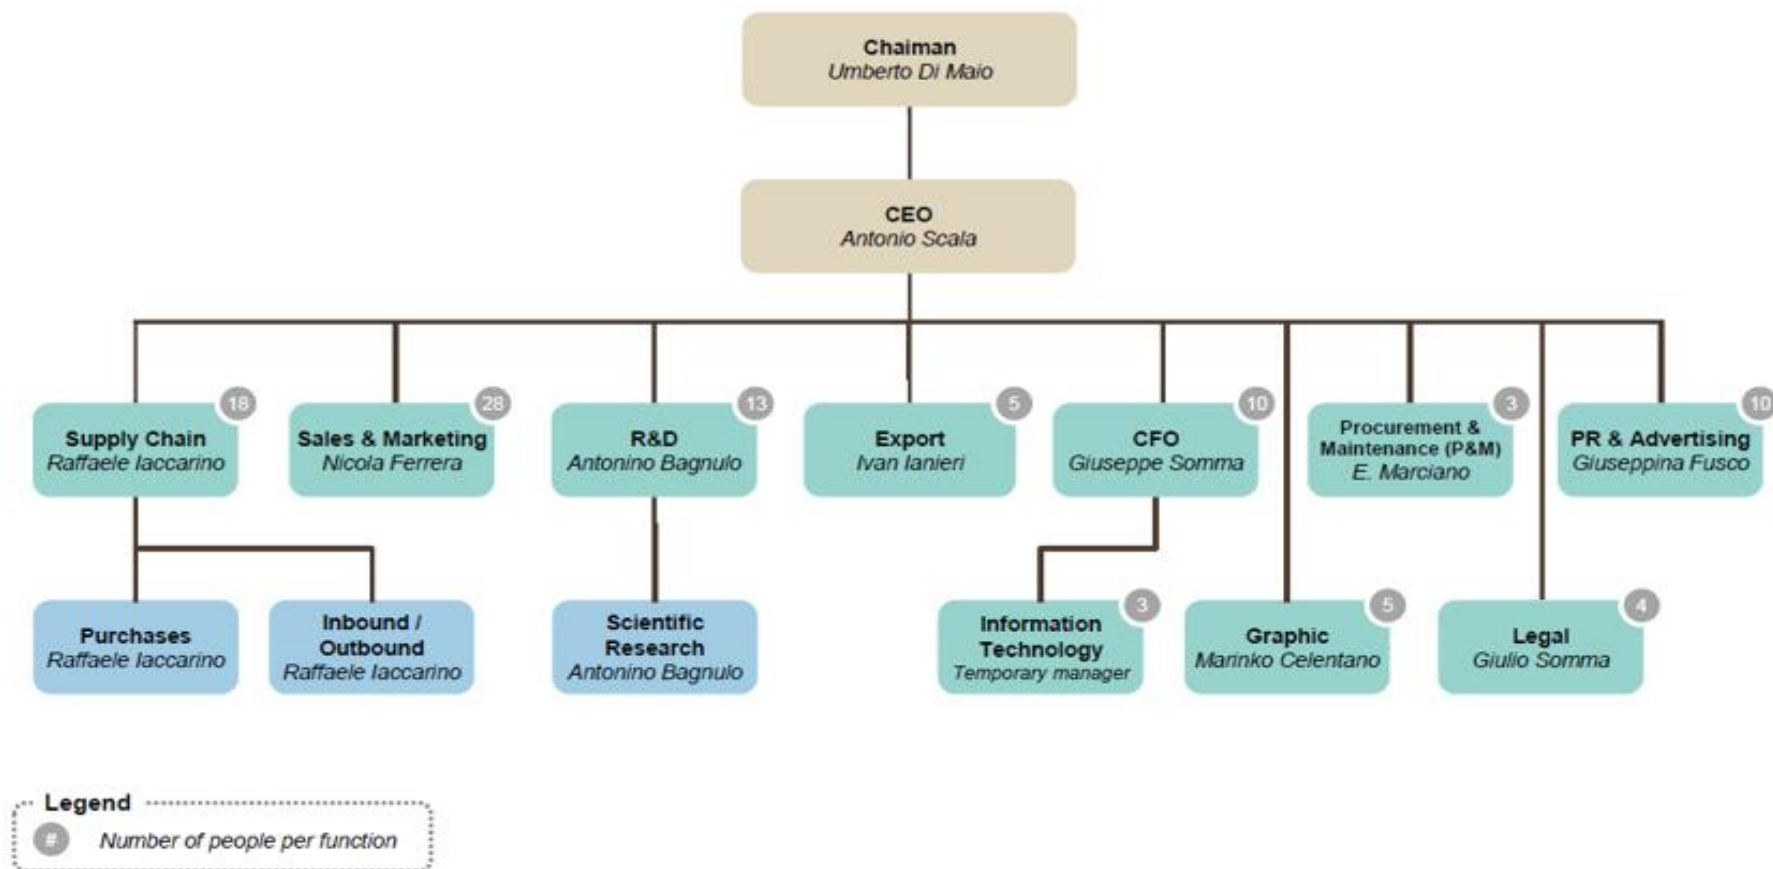 Chaiman
Umberto Di Maio
CEO
Antonio Scala
18
Supply Chain
Raffaele Iaccarino
28
Sales & Marketing
Nicola Ferrera
13
R&D
Antonino Bagnulo
5
Export
Ivan Ianieri
10
CFO
Giuseppe Somma
3
Procurement &
Maintenance (P&M)
E. Marciano
10
PR & Advertising
Giuseppina Fusco
Purchases
Raffaele Iaccarino
Inbound /
Outbound
Raffaele Iaccarino
Scientific
Research
Antonino Bagnulo
3
Information
Technology
Temporary manager
5
Graphic
Marinko Celentano
4
Legal
Giulio Somma
Legend
# Number of people per function